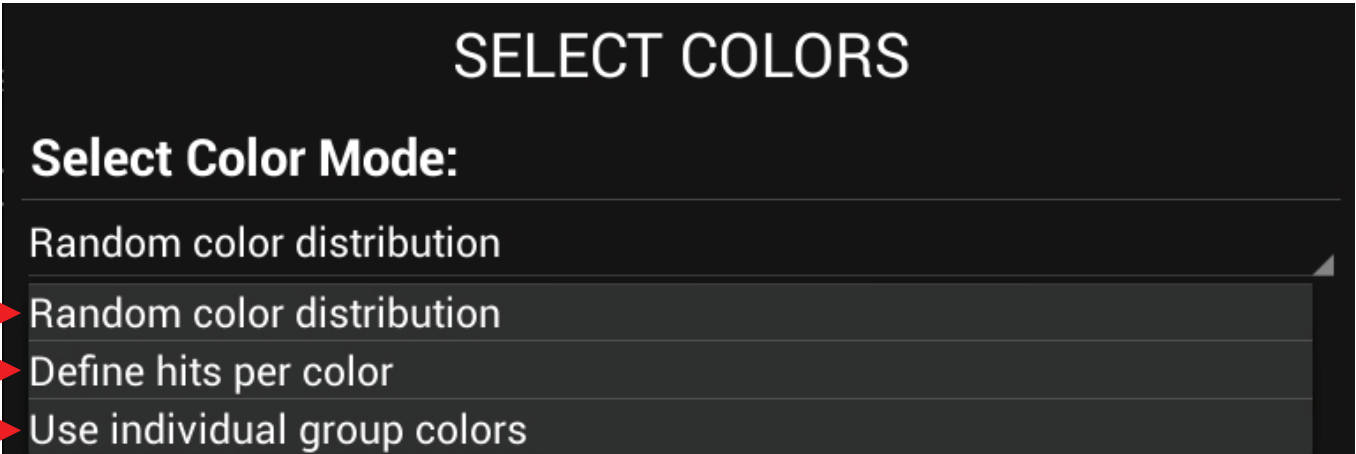 SELECT COLORS
Select Color Mode:
Random color distribution
Random color distribution
Define hits per color
Use individual group colors